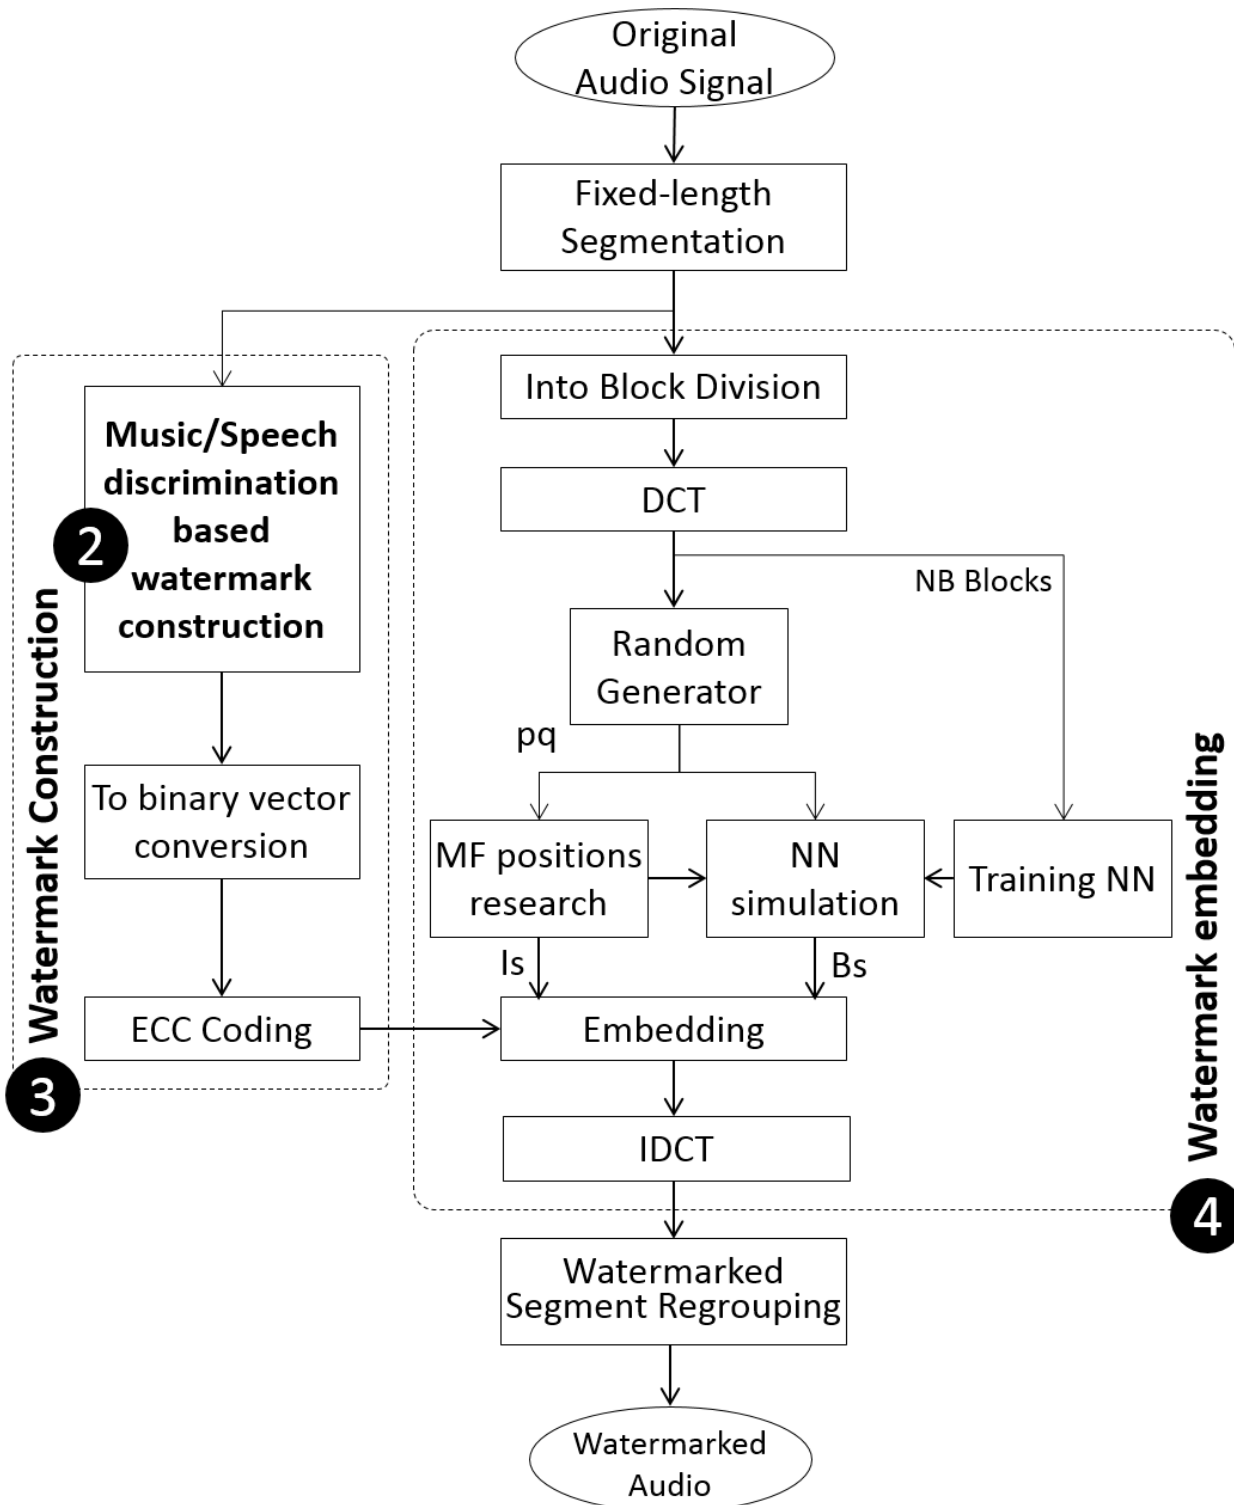 Original
Audio Signal
Fixed-length
Segmentation
Into Block Division
Music/Speech
discrimination
based
watermark
construction
2
DCT
NB Blocks
Random
Generator
pq
Watermark Construction
To binary vector
conversion
MF positions
research
NN
simulation
Training NN
Watermark embedding
Is
Bs
ECC Coding
Embedding
3
IDCT
4
Watermarked
Segment Regrouping
Watermarked
Audio